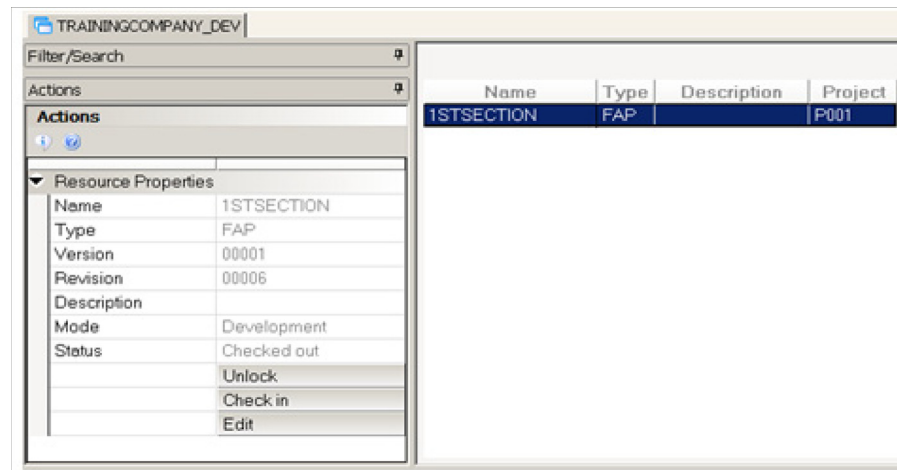 TRAININGCOMPANY_DEV
Filter/Search
Actions
Actions
Resource Properties
Name 1STSECTION
Type FAP
Version 00001
Revision 00006
Description
Mode Development
Status Checked out
Unlock
Check in
Edit
Name Type Description Project
1STSECTION FAP P001